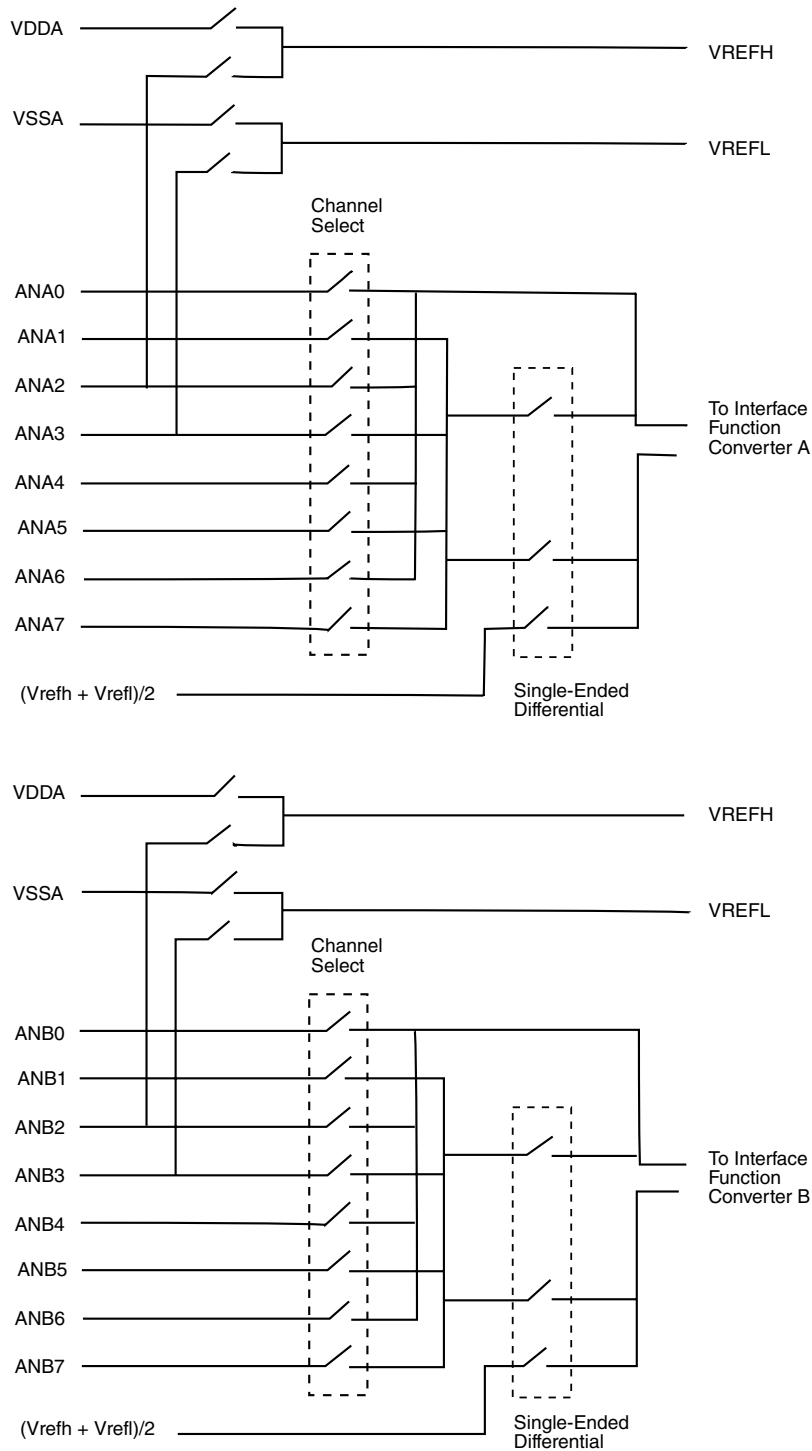 VDDA
VREFH
VSSA
VREFL
Channel
Select
ANA0
ANA1
ANA2
ANA3
ANA4
ANA5
ANA6
ANA7
To Interface
Function
Converter A
(Vrefh + Vrefl)/2
Single-Ended
Differential
VDDA
VREFH
VSSA
VREFL
Channel
Select
ANB0
ANB1
ANB2
ANB3
ANB4
ANB5
ANB6
ANB7
To Interface
Function
Converter B
(Vrefh + Vrefl)/2
Single-Ended
Differential